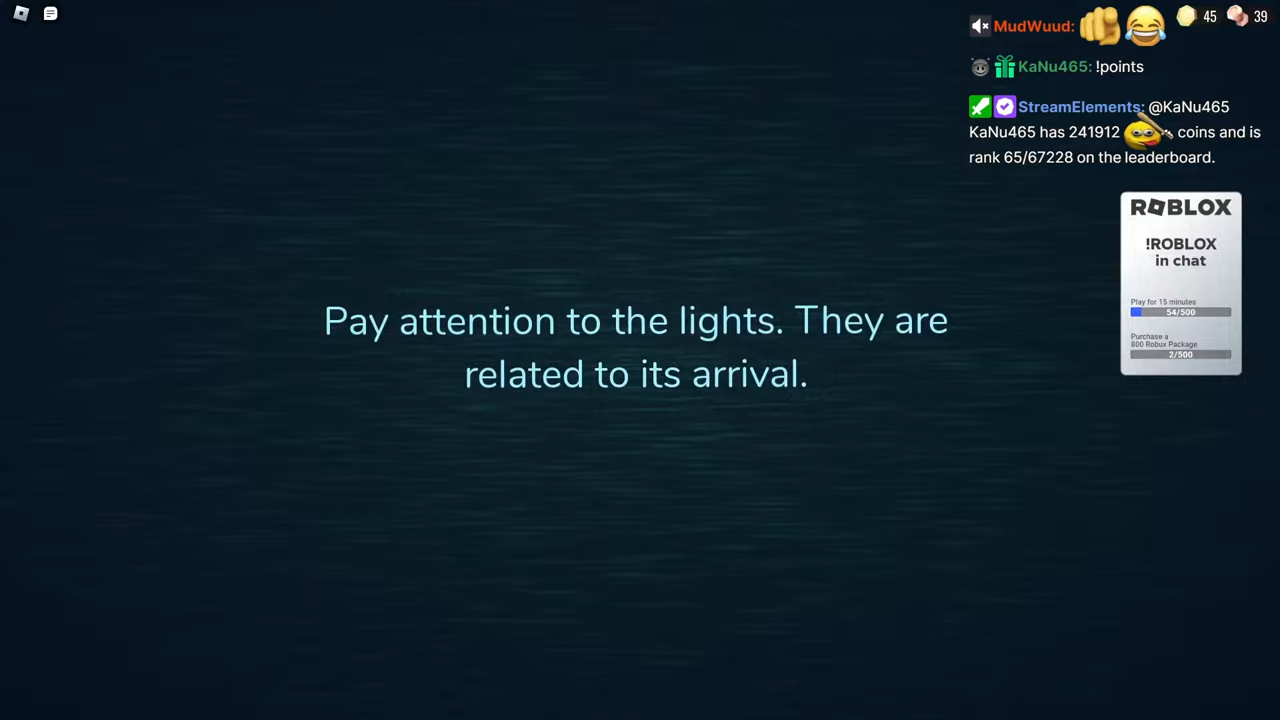 MudWuud:
45
39
KaNu465: !points
StreamElements: @KaNu465
KaNu465 has 241912 coins and is
rank 65/67228 on the leaderboard.
ROBLOX
!ROBLOX
in chat
Play for 15 minutes
54/500
Purchase a
800 Robux Package
2/500
Pay attention to the lights. They are
related to its arrival.